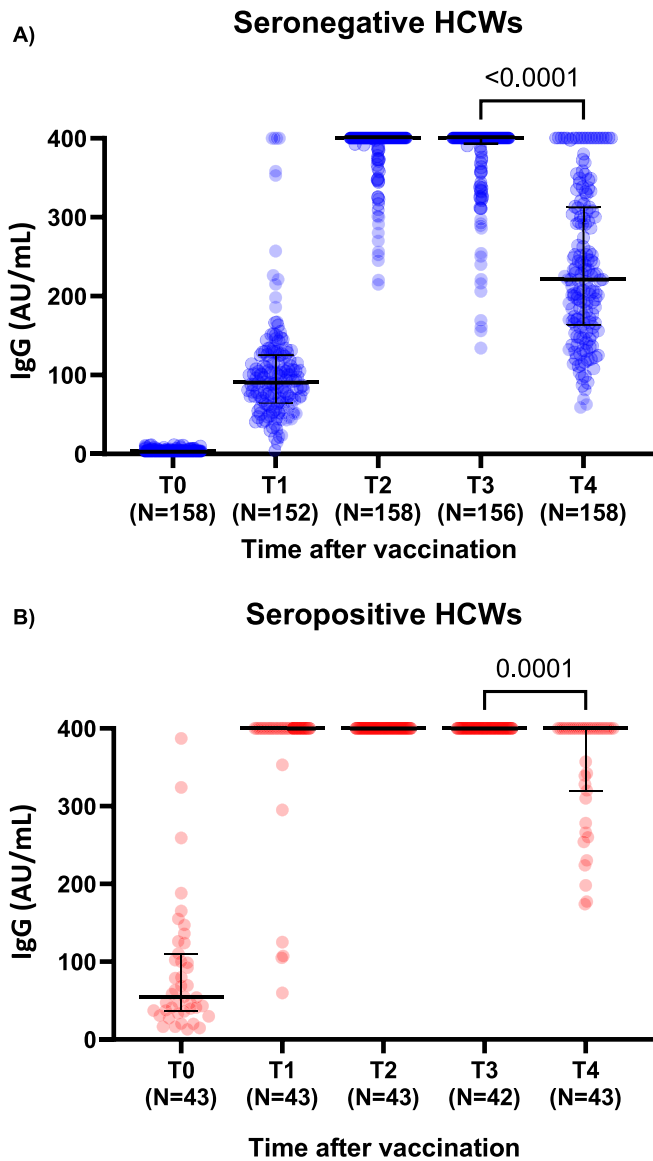 A)
Seronegative HCWs
<0.0001
400
300
200
100
0
IgG (AU/mL)
T0 T1 T2 T3 T4
(N=158) (N=152) (N=158) (N=156) (N=158)
Time after vaccination
B)
Seropositive HCWs
0.0001
400
300
200
100
0
IgG (AU/mL)
T0 T1 T2 T3 T4
(N=43) (N=43) (N=43) (N=42) (N=43)
Time after vaccination